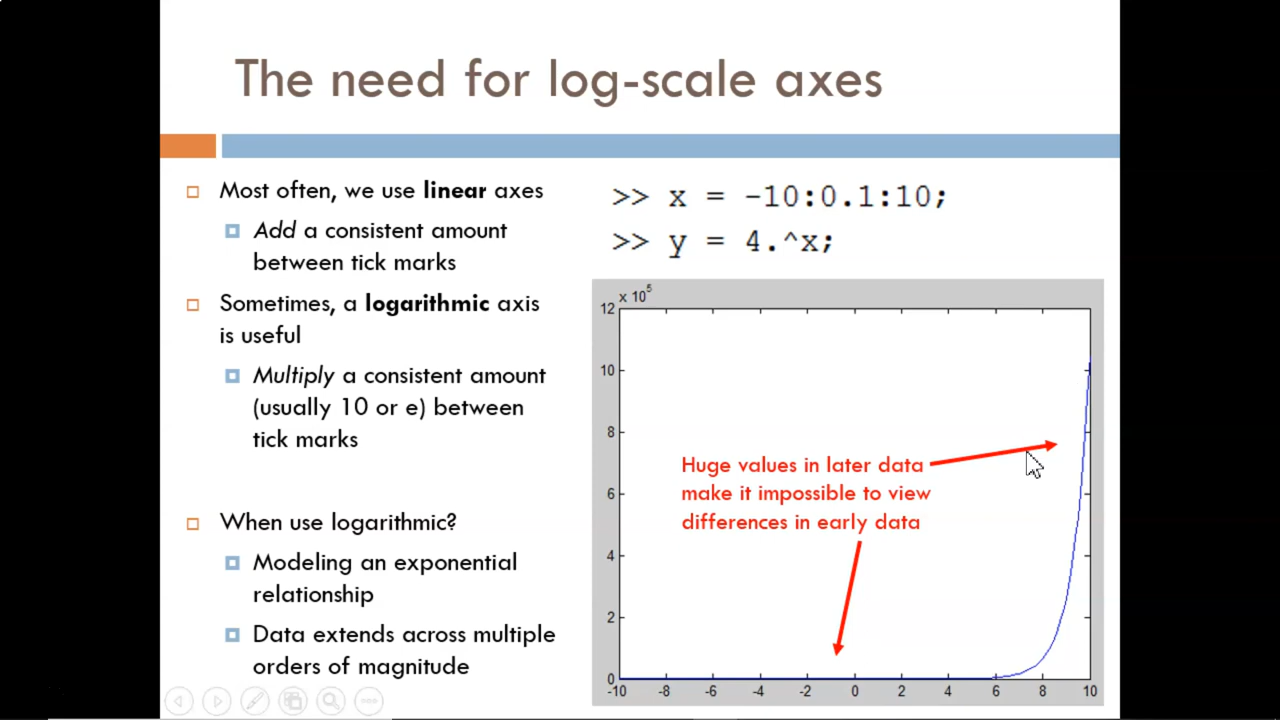 The need for log-scale axes
Most often, we use linear axes
Add a consistent amount
between tick marks
Sometimes, a logarithmic axis
is useful
Multiply a consistent amount
(usually 10 or e) between
tick marks
When use logarithmic?
Modeling an exponential
relationship
Data extends across multiple
orders of magnitude
>> x = -10:0.1:10;
>> y = 4.^x;
x 10^5
12
10
8
6
4
2
0
Huge values in later data
make it impossible to view
differences in early data
-10 -8 -6 -4 -2 0 2 4 6 8 10